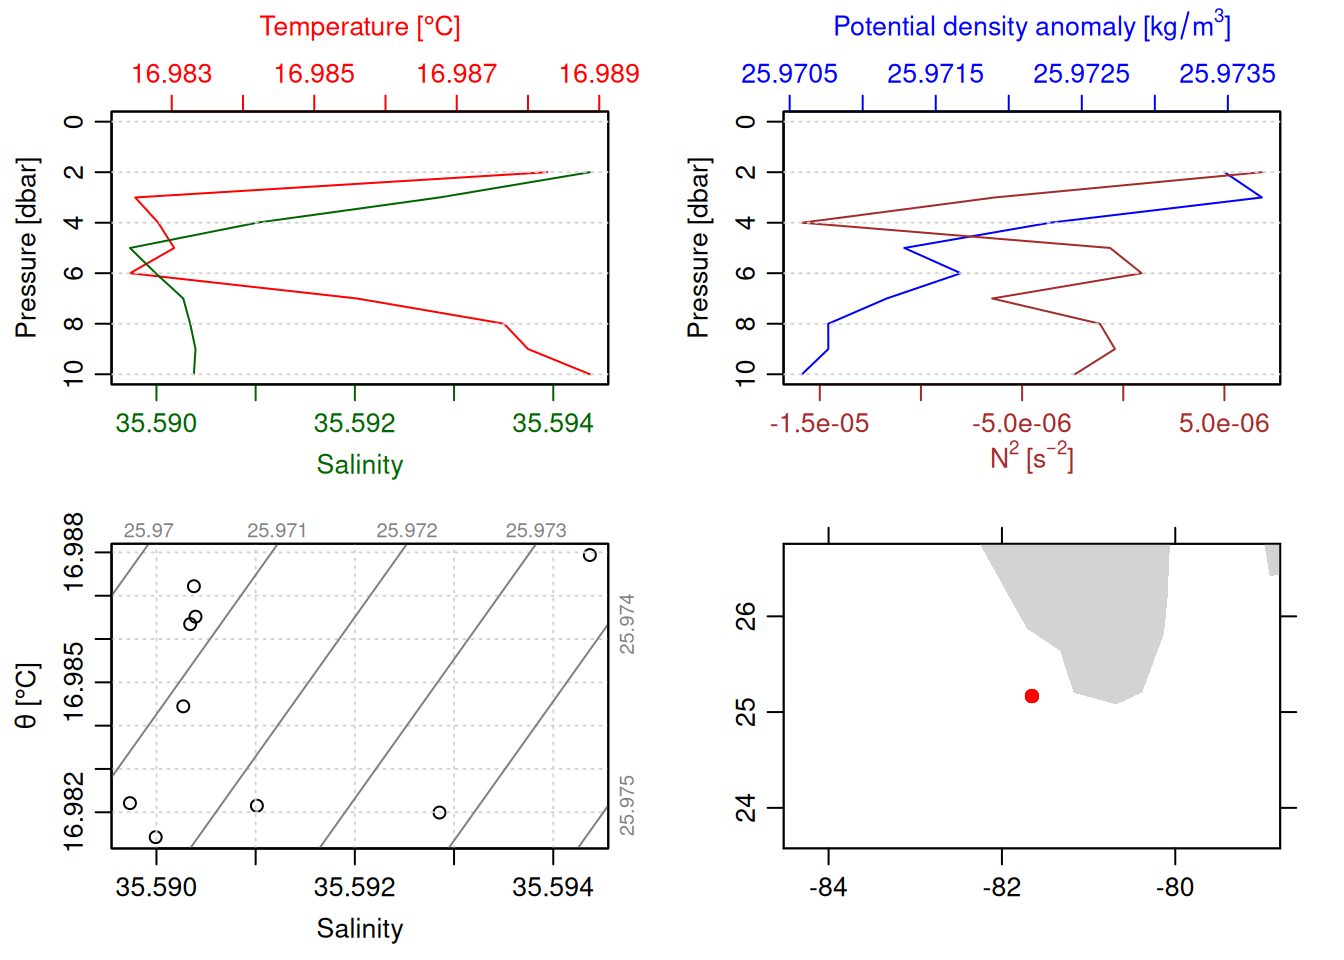 Temperature [°C]
16.983 16.985 16.987 16.989
Pressure [dbar]
0
2
4
6
8
10
35.590 35.592 35.594
Salinity
Potential density anomaly [kg/m³]
25.9705 25.9715 25.9725 25.9735
Pressure [dbar]
0
2
4
6
8
10
-1.5e-05 -5.0e-06 5.0e-06
N² [s⁻²]
25.97 25.971 25.972 25.973
25.974
25.975
θ [°C]
16.988
16.985
16.982
35.590 35.592 35.594
Salinity
26
25
24
-84 -82 -80